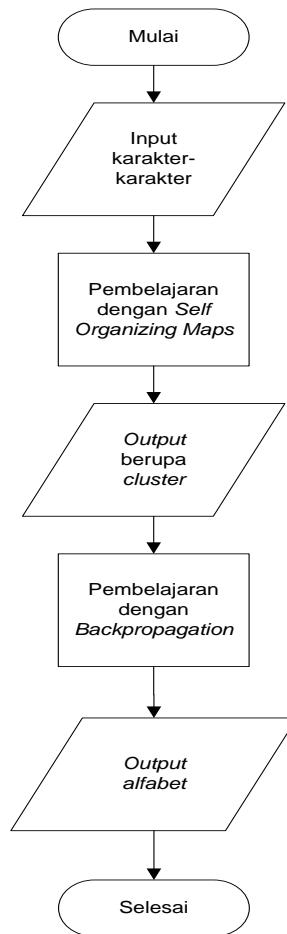 Mulai
Input
karakter-
karakter
Pembelajaran
dengan Self
Organizing Maps
Output
berupa
cluster
Pembelajaran
dengan
Backpropagation
Output
alfabet
Selesai